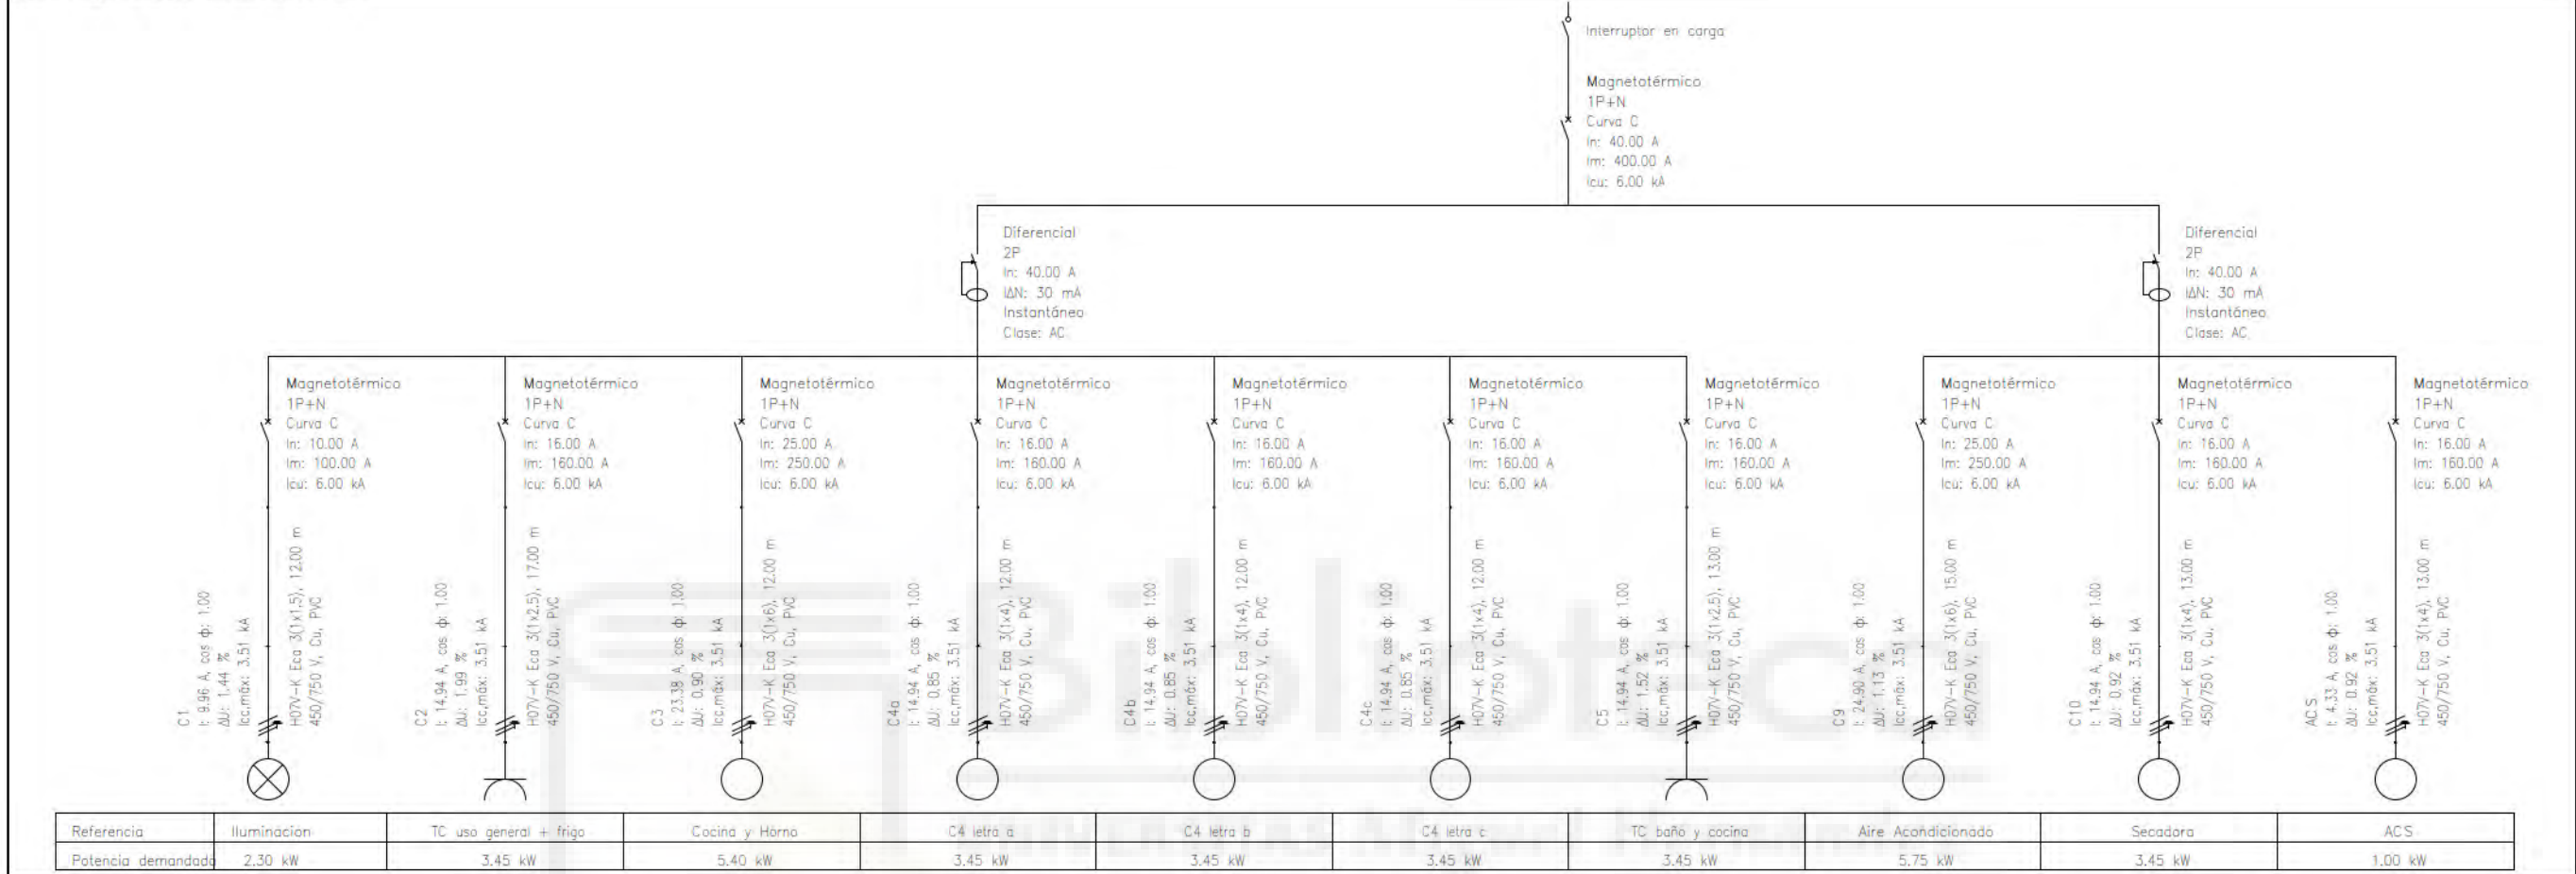 Interruptor en carga
Magnetotérmico
1P+N
Curva C
In: 40.00 A
Im: 400.00 A
Icu: 6.00 kA
Diferencial
2P
In: 40.00 A
IΔN: 30 mA
Instantáneo
Clase: AC
Diferencial
2P
In: 40.00 A
IΔN: 30 mA
Instantáneo
Clase: AC
Magnetotérmico
1P+N
Curva C
In: 10.00 A
Im: 100.00 A
Icu: 6.00 kA
Magnetotérmico
1P+N
Curva C
In: 16.00 A
Im: 160.00 A
Icu: 6.00 kA
Magnetotérmico
1P+N
Curva C
In: 25.00 A
Im: 250.00 A
Icu: 6.00 kA
Magnetotérmico
1P+N
Curva C
In: 16.00 A
Im: 160.00 A
Icu: 6.00 kA
Magnetotérmico
1P+N
Curva C
In: 16.00 A
Im: 160.00 A
Icu: 6.00 kA
Magnetotérmico
1P+N
Curva C
In: 16.00 A
Im: 160.00 A
Icu: 6.00 kA
Magnetotérmico
1P+N
Curva C
In: 16.00 A
Im: 160.00 A
Icu: 6.00 kA
Magnetotérmico
1P+N
Curva C
In: 25.00 A
Im: 250.00 A
Icu: 6.00 kA
Magnetotérmico
1P+N
Curva C
In: 16.00 A
Im: 160.00 A
Icu: 6.00 kA
Magnetotérmico
1P+N
Curva C
In: 16.00 A
Im: 160.00 A
Icu: 6.00 kA
C1
I: 9.96 A, cos ϕ: 1.00
ΔU: 1.44 %
Icc,máx: 3.51 kA
H07V-K Eca 3(1x1.5), 12.00 m
450/750 V, Cu, PVC
C2
I: 14.94 A, cos ϕ: 1.00
ΔU: 1.99 %
Icc,máx: 3.51 kA
H07V-K Eca 3(1x2.5), 17.00 m
450/750 V, Cu, PVC
C3
I: 23.38 A, cos ϕ: 1.00
ΔU: 0.90 %
Icc,máx: 3.51 kA
H07V-K Eca 3(1x6), 12.00 m
450/750 V, Cu, PVC
C4a
I: 14.94 A, cos ϕ: 1.00
ΔU: 0.85 %
Icc,máx: 3.51 kA
H07V-K Eca 3(1x4), 12.00 m
450/750 V, Cu, PVC
C4b
I: 14.94 A, cos ϕ: 1.00
ΔU: 0.85 %
Icc,máx: 3.51 kA
H07V-K Eca 3(1x4), 12.00 m
450/750 V, Cu, PVC
C4c
I: 14.94 A, cos ϕ: 1.00
ΔU: 0.85 %
Icc,máx: 3.51 kA
H07V-K Eca 3(1x4), 12.00 m
450/750 V, Cu, PVC
C5
I: 14.94 A, cos ϕ: 1.00
ΔU: 1.52 %
Icc,máx: 3.51 kA
H07V-K Eca 3(1x2.5), 13.00 m
450/750 V, Cu, PVC
C9
I: 24.90 A, cos ϕ: 1.00
ΔU: 1.13 %
Icc,máx: 3.51 kA
H07V-K Eca 3(1x6), 15.00 m
450/750 V, Cu, PVC
C10
I: 14.94 A, cos ϕ: 1.00
ΔU: 0.92 %
Icc,máx: 3.51 kA
H07V-K Eca 3(1x4), 13.00 m
450/750 V, Cu, PVC
ACS
I: 4.33 A, cos ϕ: 1.00
ΔU: 0.92 %
Icc,máx: 3.51 kA
H07V-K Eca 3(1x4), 13.00 m
450/750 V, Cu, PVC
Biblioteca
Referencia Iluminacion TC uso general + frigo Cocina y Horno C4 letra a C4 letra b C4 letra c TC baño y cocina Aire Acondicionado Secadora ACS
Potencia demandada 2.30 kW 3.45 kW 5.40 kW 3.45 kW 3.45 kW 3.45 kW 3.45 kW 5.75 kW 3.45 kW 1.00 kW